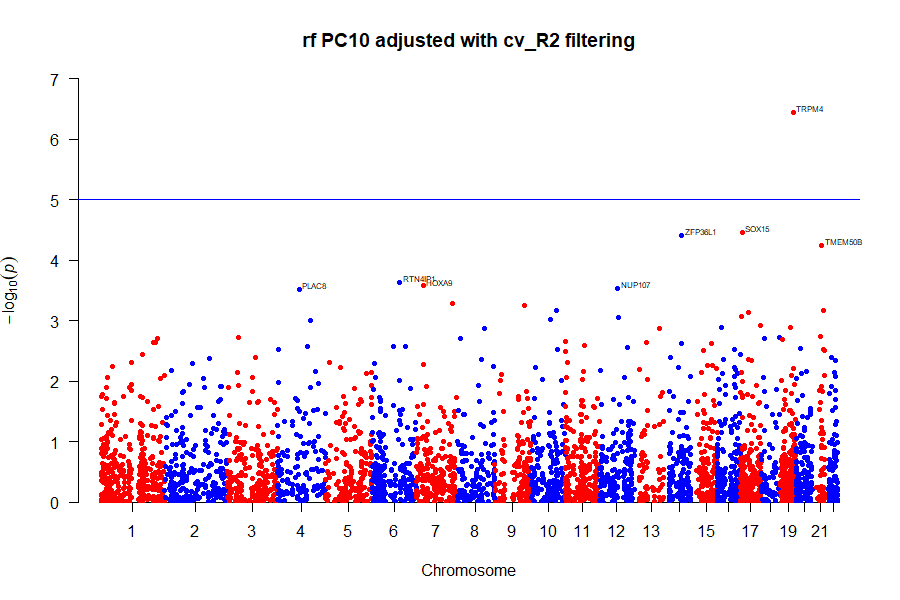 rf PC10 adjusted with cv_R2 filtering
7
TRPM4
6
5
SOX15
ZFP36L1
TMEM50B
4
RTN4IP1
HOXA9
PLAC8
NUP107
3
2
1
0
−log10(p)
1 2 3 4 5 6 7 8 9 10 11 12 13 15 17 19 21
Chromosome